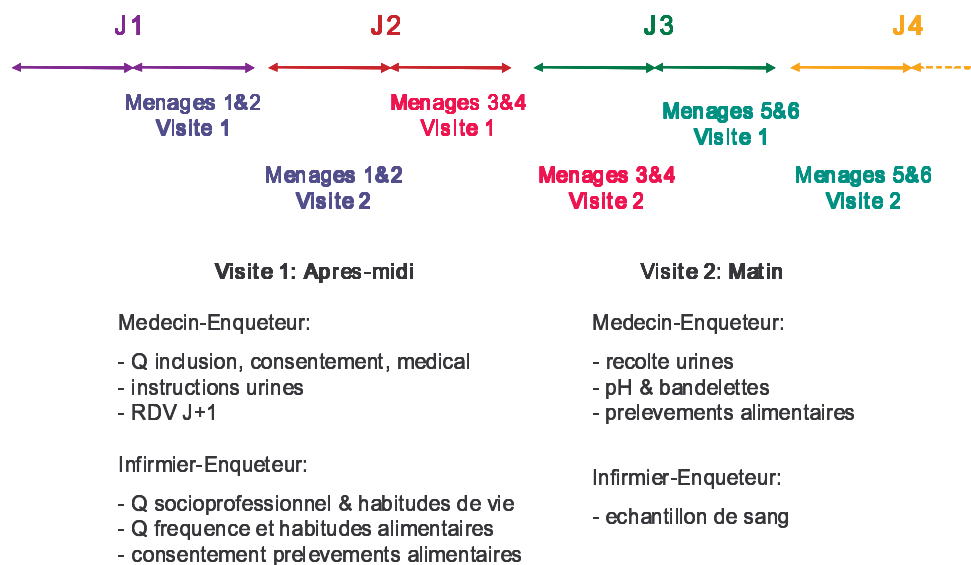 J1
J2
J3
J4
Menages 1&2
Visite 1
Menages 3&4
Visite 1
Menages 5&6
Visite 1
Menages 1&2
Visite 2
Menages 3&4
Visite 2
Menages 5&6
Visite 2
Visite 1: Apres-midi
Medecin-Enqueteur:
- Q inclusion, consentement, medical
- instructions urines
- RDV J+1
Infirmier-Enqueteur:
- Q socioprofessionnel & habitudes de vie
- Q frequence et habitudes alimentaires
- consentement prelevements alimentaires
Visite 2: Matin
Medecin-Enqueteur:
- recolte urines
- pH & bandelettes
- prelevements alimentaires
Infirmier-Enqueteur:
- echantillon de sang